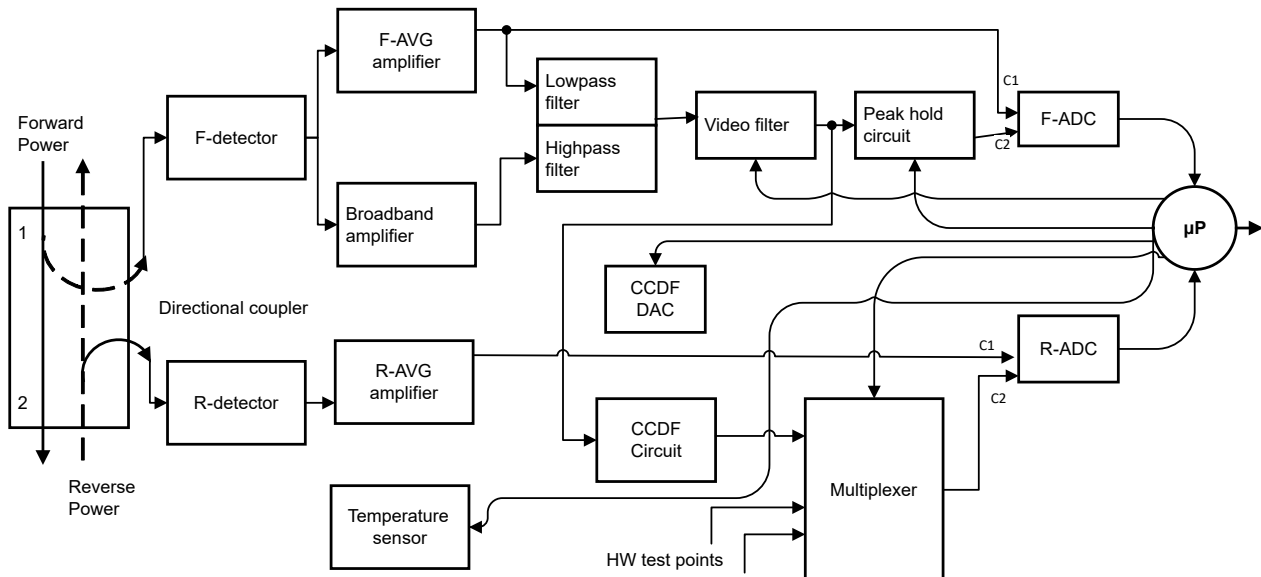 F-AVG
amplifier
Lowpass
filter
Highpass
filter
Video filter
Peak hold
circuit
C1
C2
F-ADC
Forward
Power
F-detector
Broadband
amplifier
1
2
Directional coupler
µP
CCDF
DAC
R-detector
R-AVG
amplifier
C1
C2
R-ADC
CCDF
Circuit
Multiplexer
Reverse
Power
Temperature
sensor
HW test points